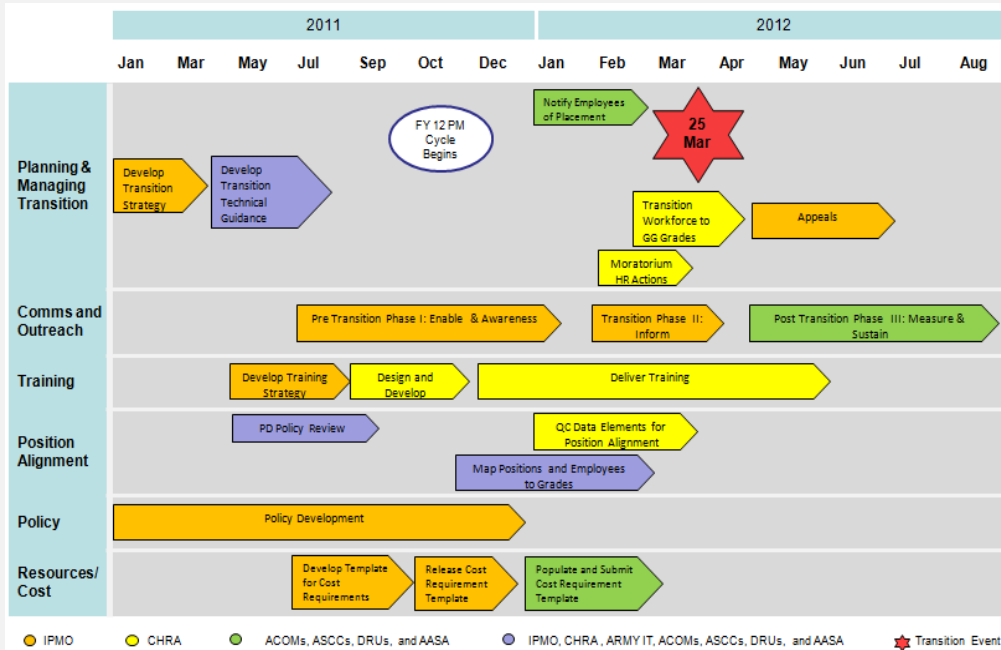 2011
2012
Jan Mar May Jul Sep Oct Dec Jan Feb Mar Apr May Jun Jul Aug
Planning &
Managing
Transition
Develop
Transition
Strategy
Develop
Transition
Technical
Guidance
FY 12 PM
Cycle
Begins
Notify Employees
of Placement
25
Mar
Transition
Workforce to
GG Grades
Appeals
Moratorium
HR Actions
Comms and
Outreach
Pre Transition Phase I: Enable & Awareness
Transition Phase II:
Inform
Post Transition Phase III: Measure &
Sustain
Training
Develop Training
Strategy
Design and
Develop
Deliver Training
Position
Alignment
PD Policy Review
QC Data Elements for
Position Alignment
Map Positions and Employees
to Grades
Policy
Policy Development
Resources/
Cost
Develop Template
for Cost
Requirements
Release Cost
Requirement
Template
Populate and Submit
Cost Requirement
Template
IPMO
CHRA
ACOMs, ASCCs, DRUs, and AASA
IPMO, CHRA , ARMY IT, ACOMs, ASCCs, DRUs, and AASA
Transition Event